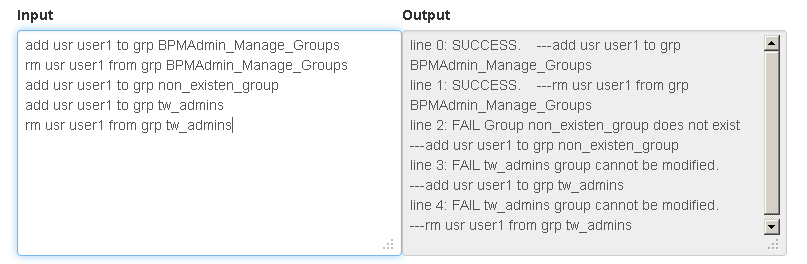 Input
add usr user1 to grp BPMAdmin_Manage_Groups
rm usr user1 from grp BPMAdmin_Manage_Groups
add usr user1 to grp non_existen_group
add usr user1 to grp tw_admins
rm usr user1 from grp tw_admins
Output
line 0: SUCCESS.    ---add usr user1 to grp
BPMAdmin_Manage_Groups
line 1: SUCCESS.    ---rm usr user1 from grp
BPMAdmin_Manage_Groups
line 2: FAIL Group non_existen_group does not exist
---add usr user1 to grp non_existen_group
line 3: FAIL tw_admins group cannot be modified.
---add usr user1 to grp tw_admins
line 4: FAIL tw_admins group cannot be modified.
---rm usr user1 from grp tw_admins